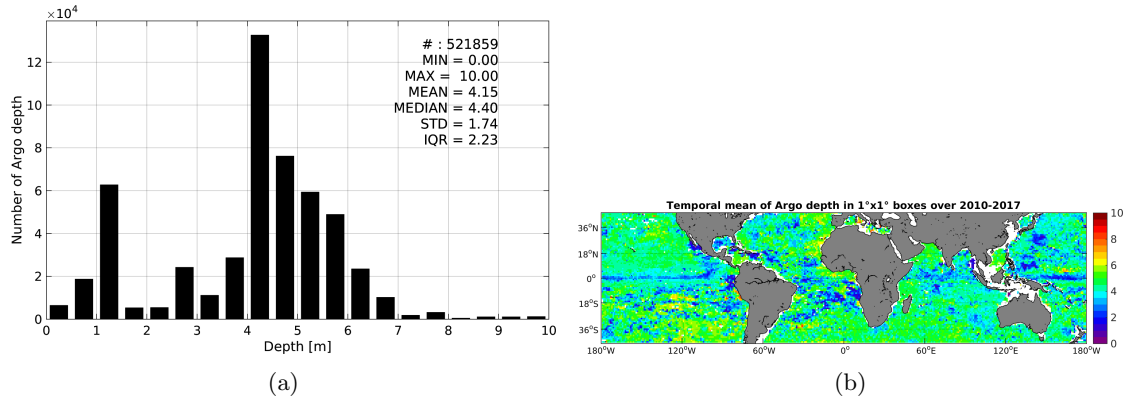 ×10⁴
# : 521859
MIN = 0.00
MAX = 10.00
MEAN = 4.15
MEDIAN = 4.40
STD = 1.74
IQR = 2.23
Number of Argo depth
12
10
8
6
4
2
0
0 1 2 3 4 5 6 7 8 9 10
Depth [m]
(a)
Temporal mean of Argo depth in 1°x1° boxes over 2010-2017
36°N
18°N
0°
18°S
36°S
180°W 120°W 60°W 0° 60°E 120°E 180°W
10
8
6
4
2
0
(b)